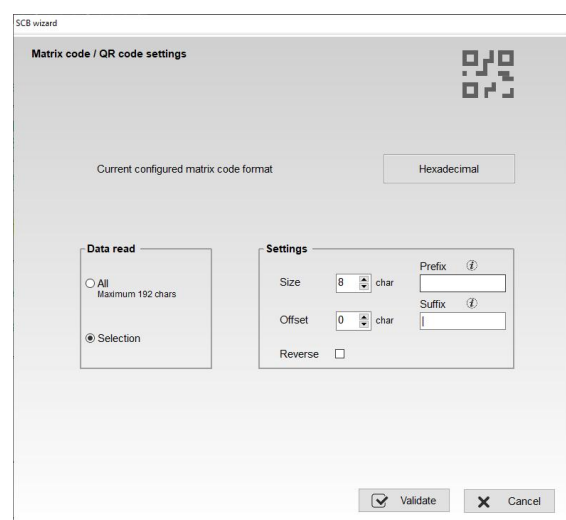 SCB wizard
Matrix code / QR code settings
Current configured matrix code format
Hexadecimal
Data read
All
Maximum 192 chars
Selection
Settings
Size 8 char
Prefix i
Offset 0 char
Suffix i
Reverse
Validate
Cancel